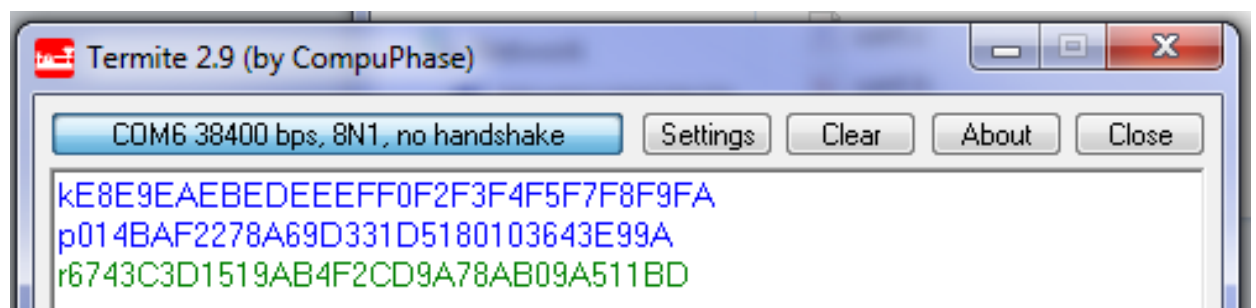 Termite 2.9 (by CompuPhase)
COM6 38400 bps, 8N1, no handshake Settings Clear About Close
kE8E9EAEBEDEEEFF0F2F3F4F5F7F8F9FA
p014BAF2278A69D331D5180103643E99A
r6743C3D1519AB4F2CD9A78AB09A511BD